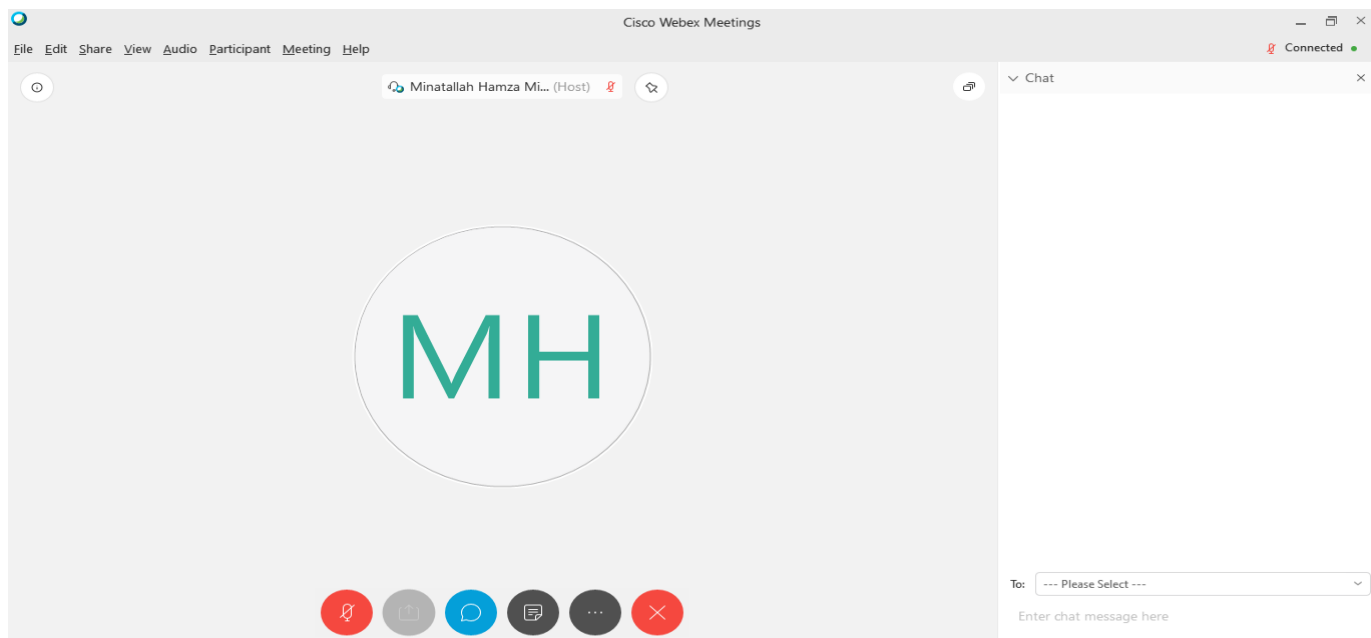 Cisco Webex Meetings
File Edit Share View Audio Participant Meeting Help
Connected
Minatallah Hamza Mi... (Host)
Chat
MH
To: --- Please Select ---
Enter chat message here